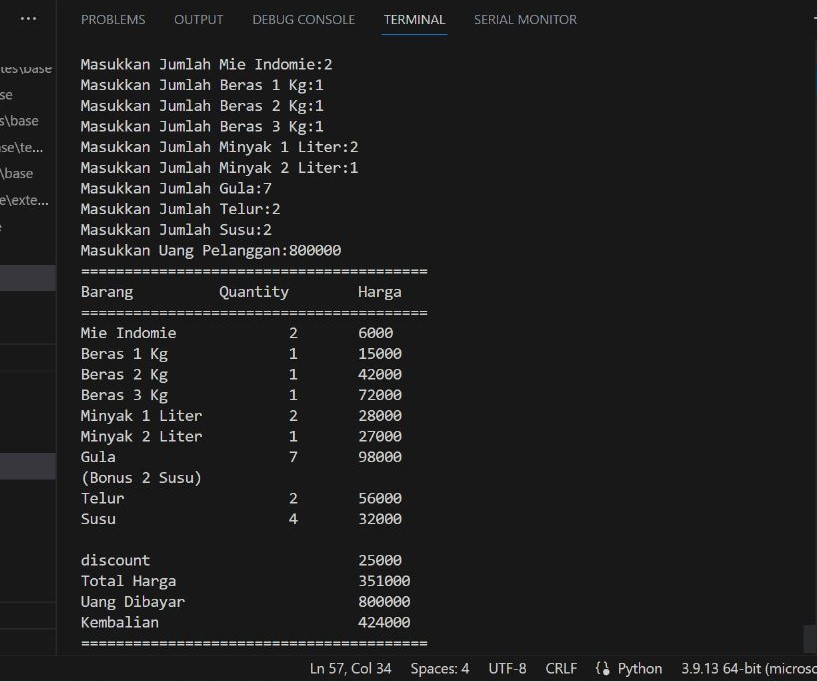 ...
PROBLEMS OUTPUT DEBUG CONSOLE TERMINAL SERIAL MONITOR
tes\base
se
s\base
se\te...
\base
e\exte...
e
Masukkan Jumlah Mie Indomie:2
Masukkan Jumlah Beras 1 Kg:1
Masukkan Jumlah Beras 2 Kg:1
Masukkan Jumlah Beras 3 Kg:1
Masukkan Jumlah Minyak 1 Liter:2
Masukkan Jumlah Minyak 2 Liter:1
Masukkan Jumlah Gula:7
Masukkan Jumlah Telur:2
Masukkan Jumlah Susu:2
Masukkan Uang Pelanggan:800000
========================================
Barang Quantity Harga
========================================
Mie Indomie 2 6000
Beras 1 Kg 1 15000
Beras 2 Kg 1 42000
Beras 3 Kg 1 72000
Minyak 1 Liter 2 28000
Minyak 2 Liter 1 27000
Gula 7 98000
(Bonus 2 Susu)
Telur 2 56000
Susu 4 32000
discount 25000
Total Harga 351000
Uang Dibayar 800000
Kembalian 424000
========================================
Ln 57, Col 34 Spaces: 4 UTF-8 CRLF Python 3.9.13 64-bit (microso